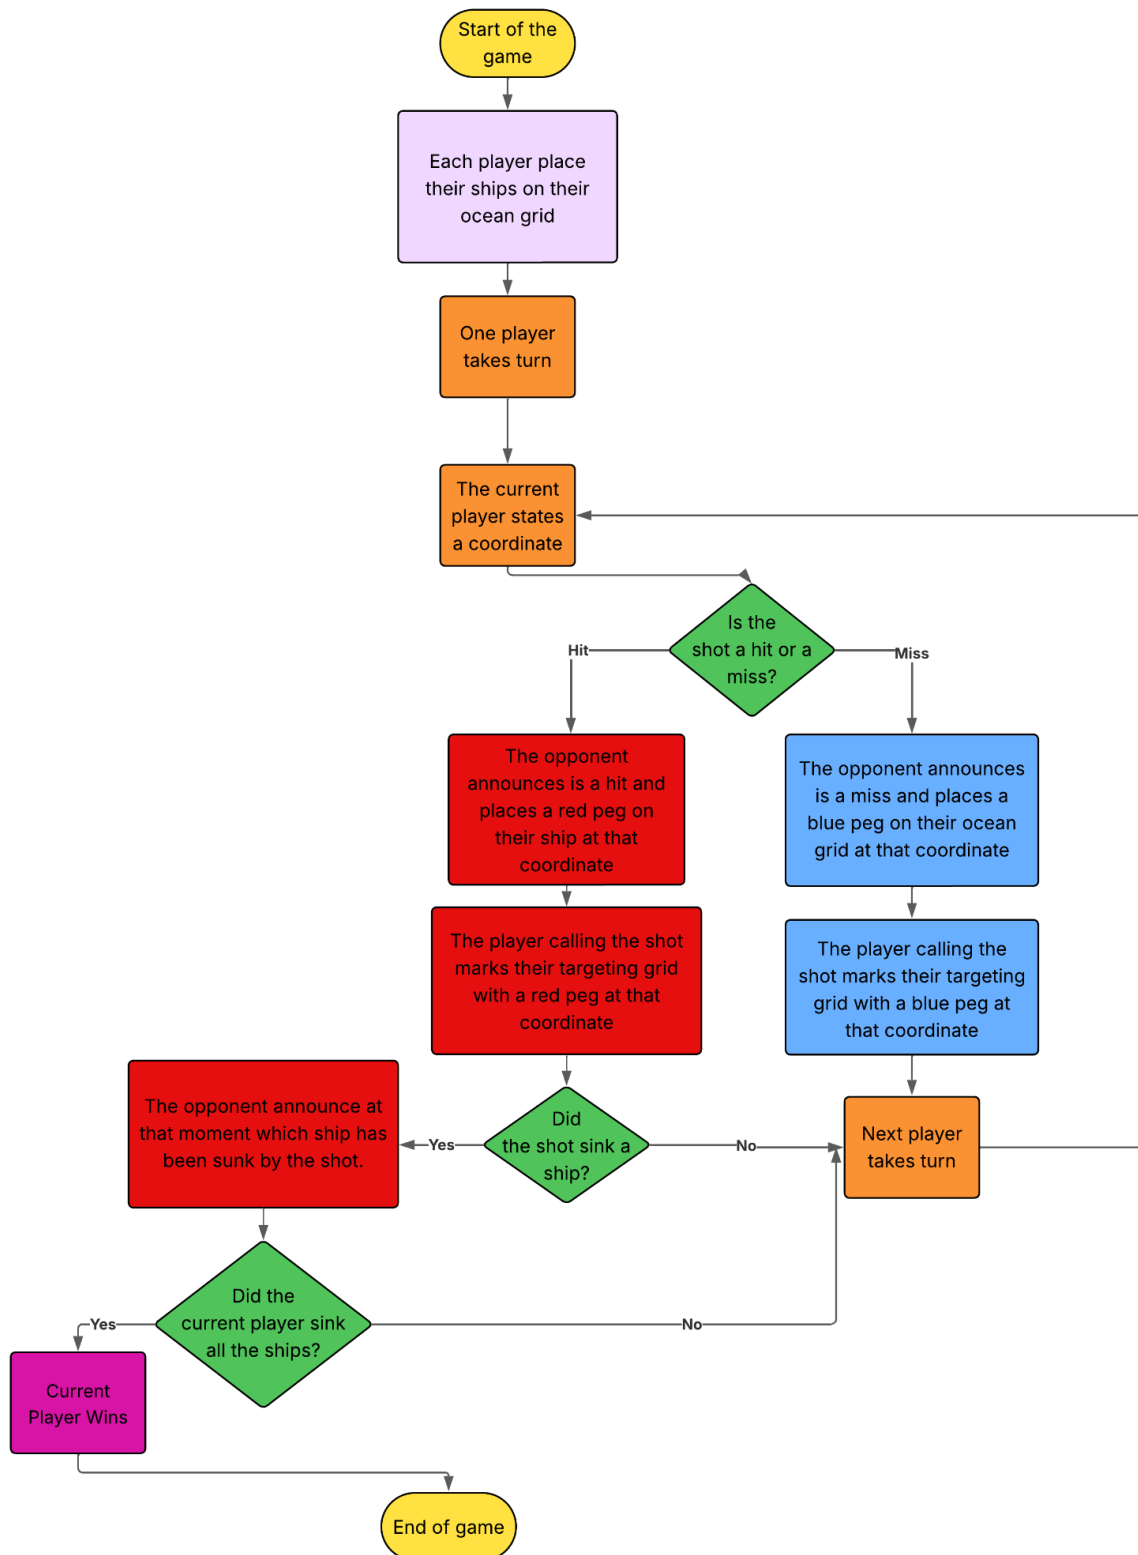 Start of the
game
Each player place
their ships on their
ocean grid
One player
takes turn
The current
player states
a coordinate
Is the
shot a hit or a
miss?
Hit
Miss
The opponent
announces is a hit and
places a red peg on
their ship at that
coordinate
The opponent announces
is a miss and places a
blue peg on their ocean
grid at that coordinate
The player calling the shot
marks their targeting grid
with a red peg at that
coordinate
The player calling the
shot marks their targeting
grid with a blue peg at
that coordinate
The opponent announce at
that moment which ship has
been sunk by the shot.
Yes
Did
the shot sink a
ship?
No
Next player
takes turn
Did the
current player sink
all the ships?
Yes
No
Current
Player Wins
End of game